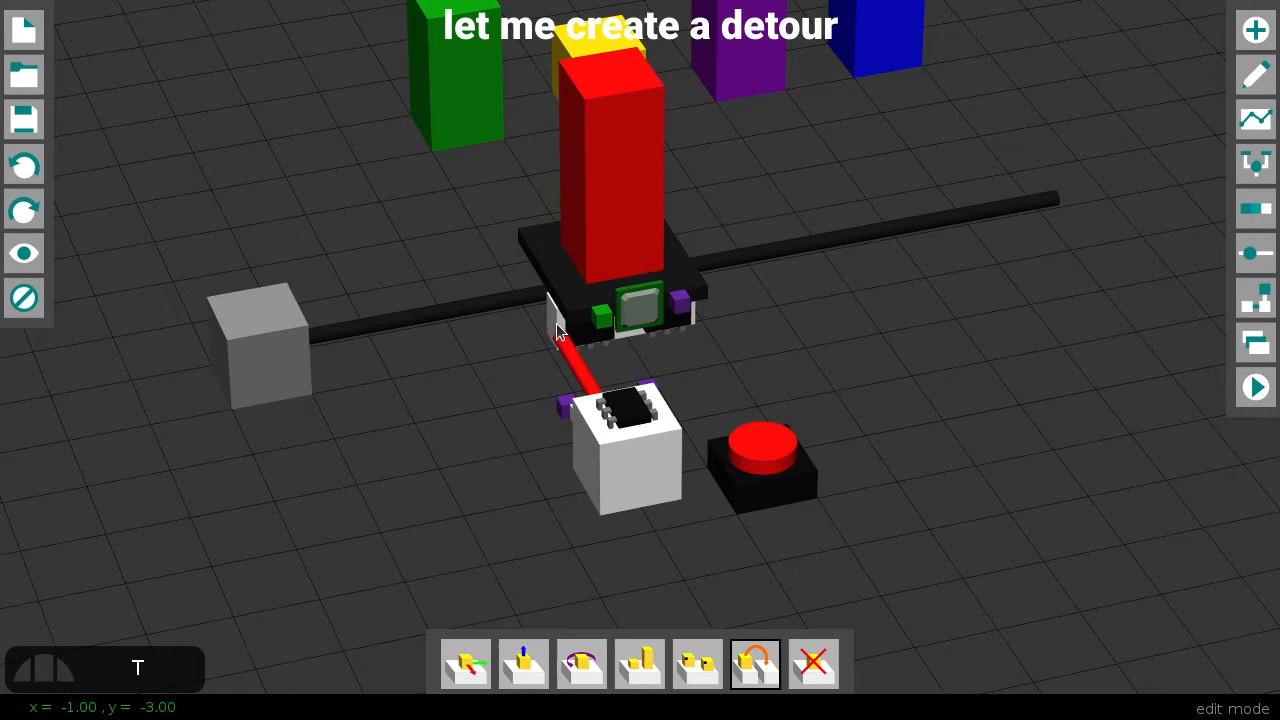 let me create a detour
T
x = -1.00 , y = -3.00
edit mode